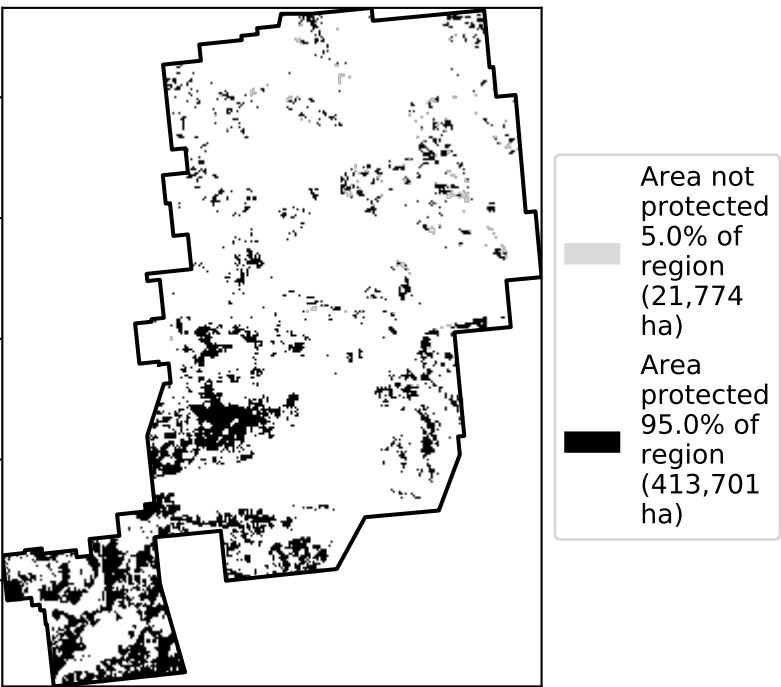 Area not
protected
5.0% of
region
(21,774
ha)
Area
protected
95.0% of
region
(413,701
ha)